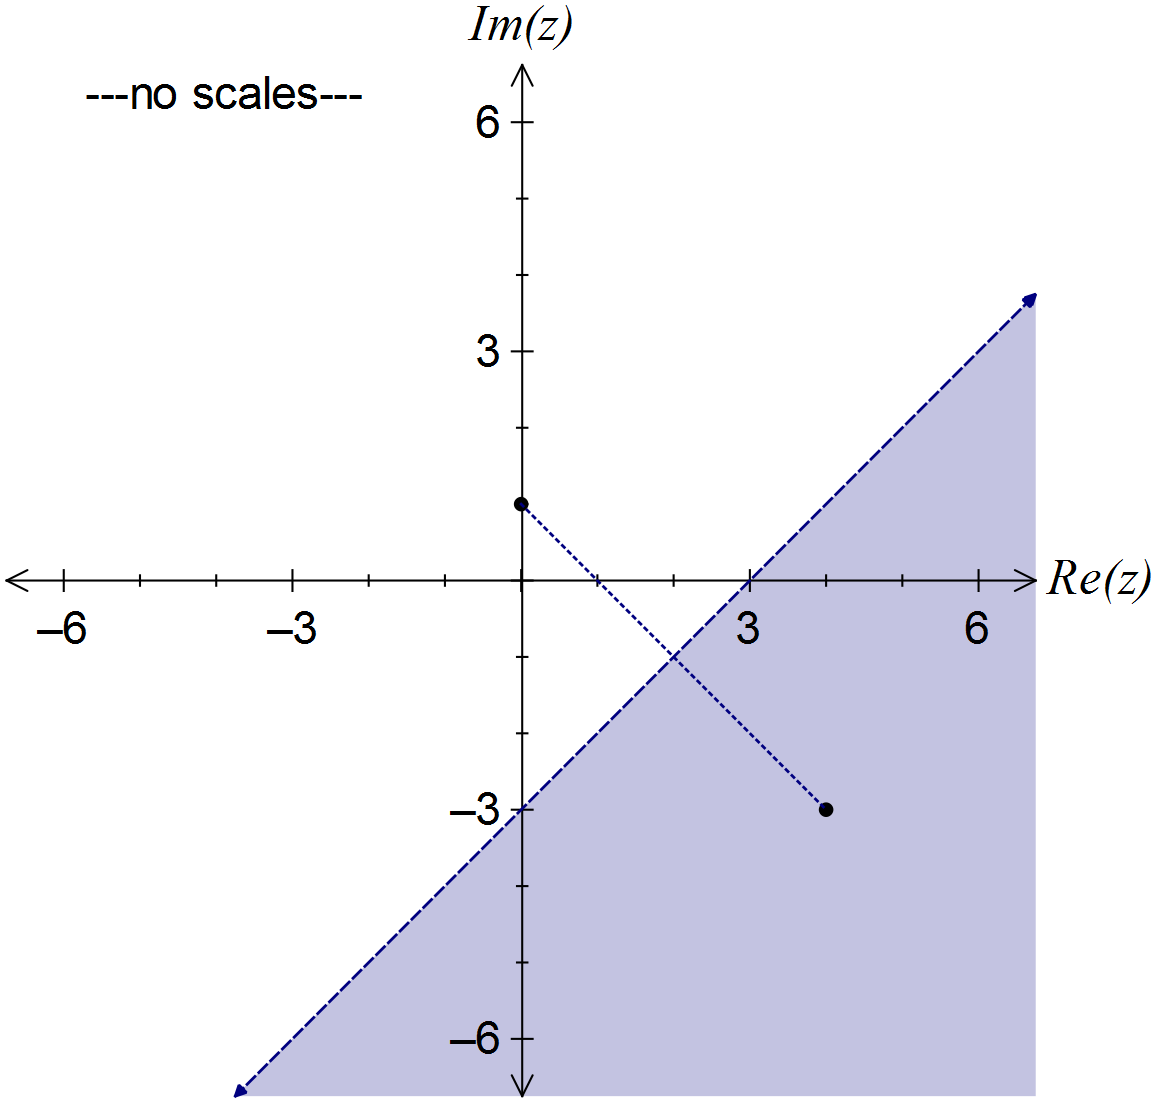 Im(z)
---no scales---
6
3
Re(z)
–6
–3
3
6
–3
–6